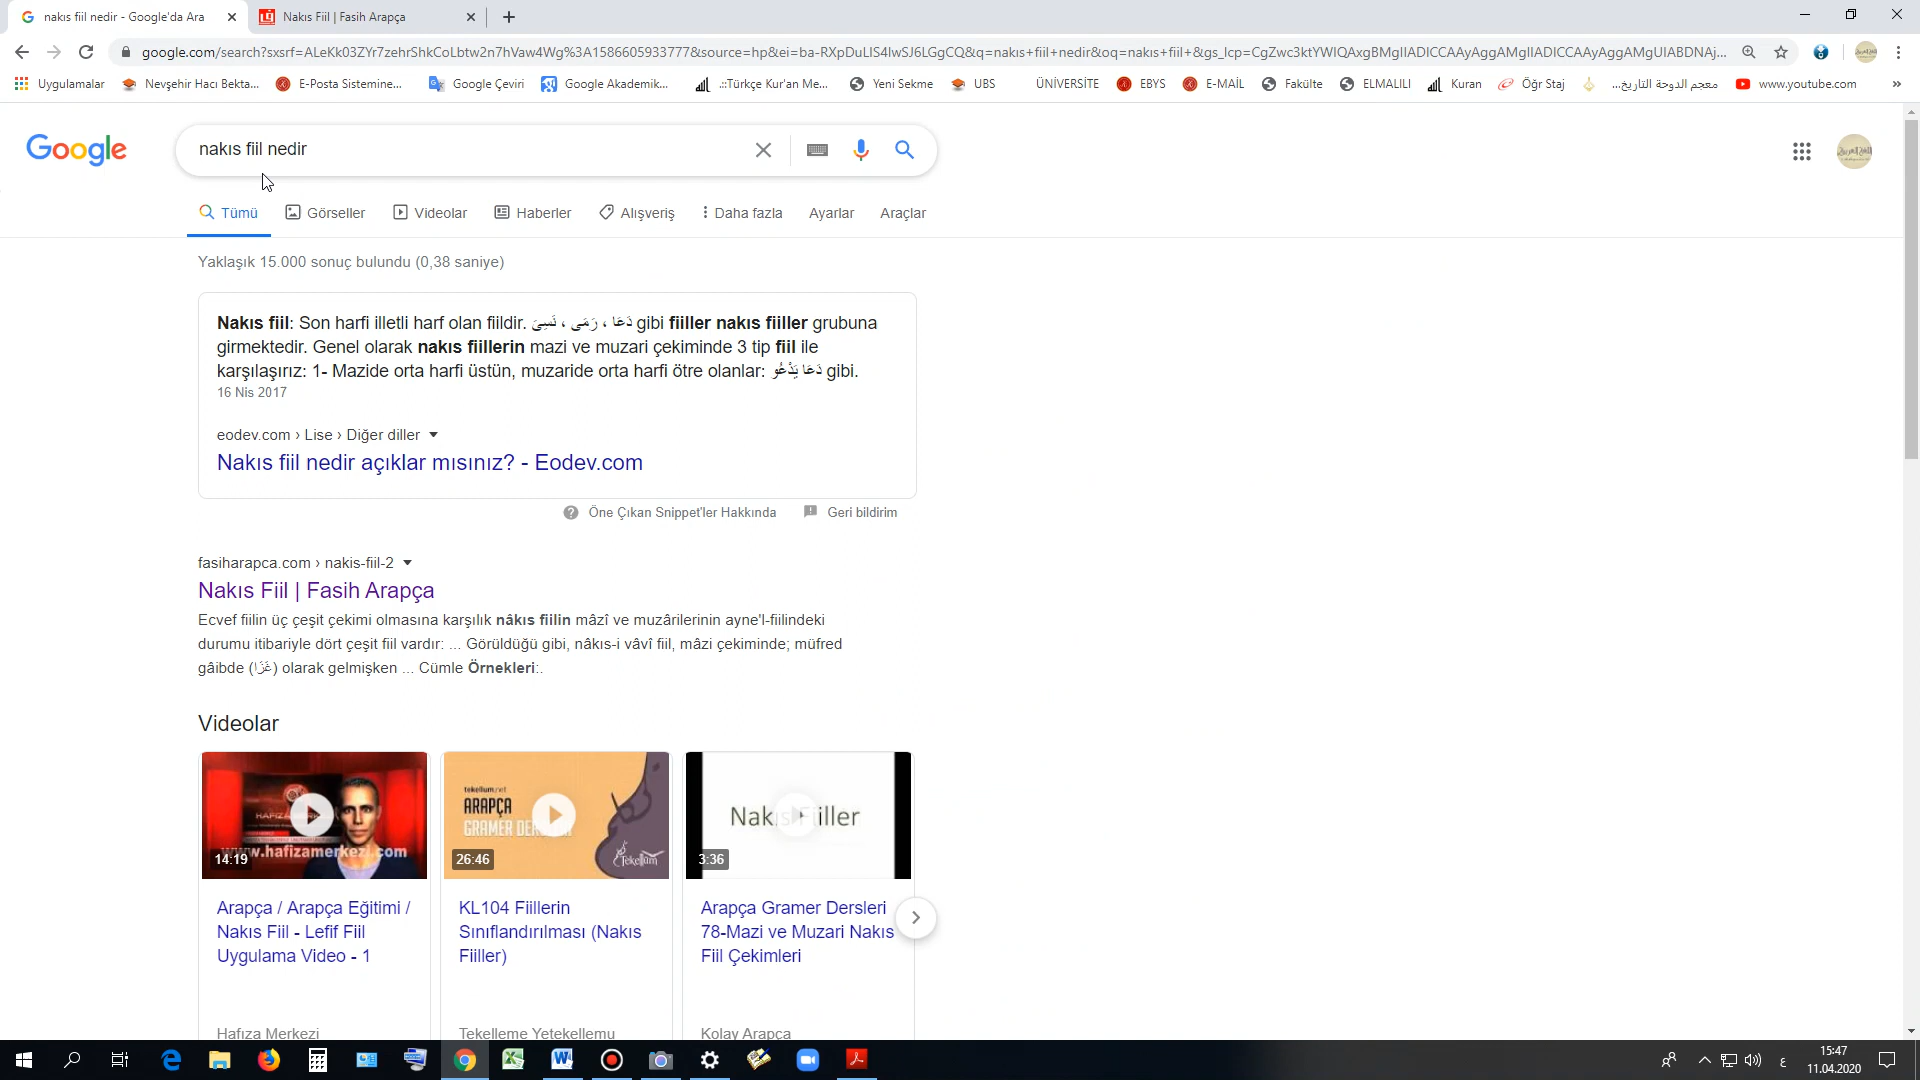 nakıs fiil nedir - Google'da Ara
Nakıs Fiil | Fasih Arapça
google.com/search?sxsrf=ALeKk03ZYr7zehrShkCoLbtw2n7hVaw4Wg%3A1586605933777&source=hp&ei=ba-RXpDuLIS4lwSJ6LGgCQ&q=nakıs+fiil+nedir&oq=nakıs+fiil+&gs_lcp=CgZwc3ktYWIQAxgBMgIIADICCAAyAggAMgIIADICCAAyAggAMgUIABDNAj...
Uygulamalar
Nevşehir Hacı Bekta...
E-Posta Sistemine...
Google Çeviri
Google Akademik...
.::Türkçe Kur'an Me...
Yeni Sekme
UBS
ÜNİVERSİTE
EBYS
E-MAİL
Fakülte
ELMALILI
Kuran
Öğr Staj
معجم الدوحة التاريخ...
www.youtube.com
Google
nakıs fiil nedir
Tümü
Görseller
Videolar
Haberler
Alışveriş
Daha fazla
Ayarlar
Araçlar
Yaklaşık 15.000 sonuç bulundu (0,38 saniye)
Nakıs fiil: Son harfi illetli harf olan fiildir. دَعَا ، رَمَى ، نَسِيَ gibi fiiller nakıs fiiller grubuna
girmektedir. Genel olarak nakıs fiillerin mazi ve muzari çekiminde 3 tip fiil ile
karşılaşırız: 1- Mazide orta harfi üstün, muzaride orta harfi ötre olanlar: دَعَا يَدْعُو gibi.
16 Nis 2017
eodev.com › Lise › Diğer diller
Nakıs fiil nedir açıklar mısınız? - Eodev.com
Öne Çıkan Snippet'ler Hakkında
Geri bildirim
fasiharapca.com › nakis-fiil-2
Nakıs Fiil | Fasih Arapça
Ecvef fiilin üç çeşit çekimi olmasına karşılık nâkıs fiilin mâzî ve muzârilerinin ayne'l-fiilindeki
durumu itibariyle dört çeşit fiil vardır: ... Görüldüğü gibi, nâkıs-i vâvî fiil, mâzi çekiminde; müfred
gâibde (غَزَا) olarak gelmişken ... Cümle Örnekleri:.
Videolar
www.hafizamerkezi.com
14:19
tekellum.net
ARAPÇA
GRAMER DERSLERİ
Tekellüm
26:46
Nakıs Fiiller
3:36
Arapça / Arapça Eğitimi /
Nakıs Fiil - Lefif Fiil
Uygulama Video - 1
KL104 Fiillerin
Sınıflandırılması (Nakıs
Fiiller)
Arapça Gramer Dersleri
78-Mazi ve Muzari Nakıs
Fiil Çekimleri
Hafıza Merkezi
Tekelleme Yetekellemu
Kolay Arapça
ع
15:47
11.04.2020